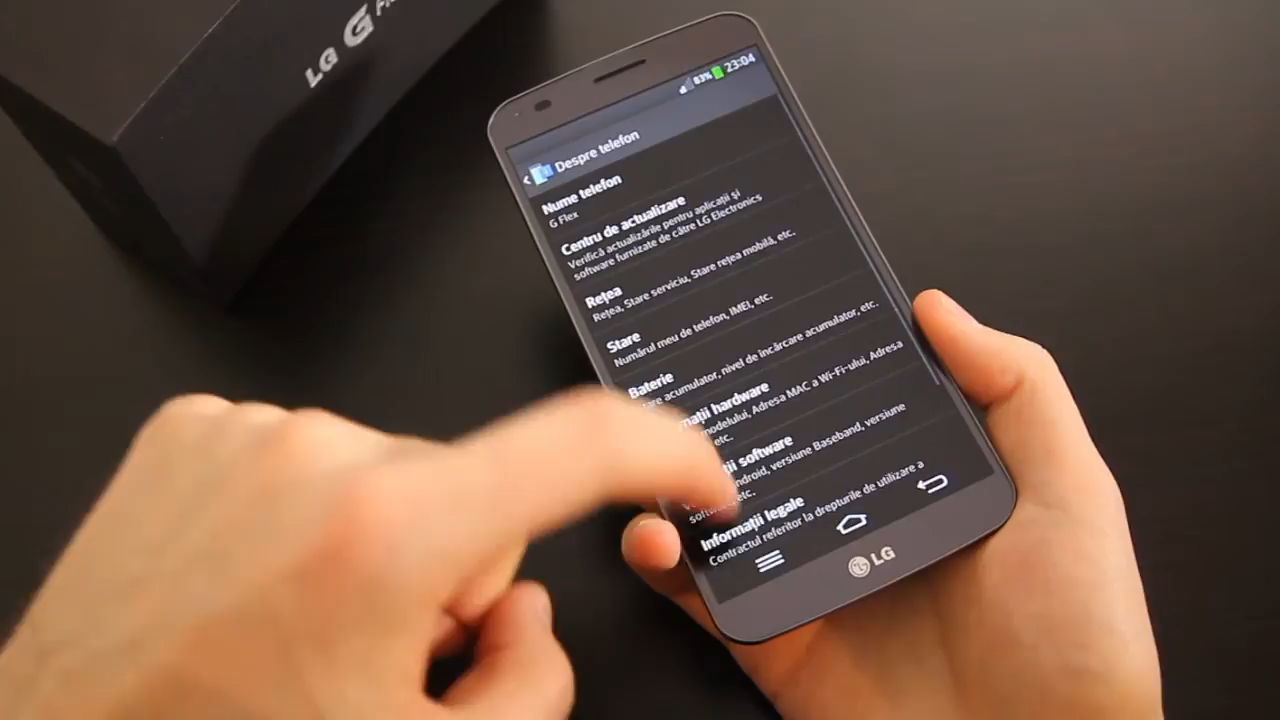 LG G
83% 23:04
Despre telefon
Nume telefon
G Flex
Centru de actualizare
Verifică actualizările pentru aplicații și
software furnizate de către LG Electronics
Rețea
Rețea, Stare serviciu, Stare rețea mobilă, etc.
Stare
Numărul meu de telefon, IMEI, etc.
Baterie
acumulator, nivel de încărcare acumulator, etc.
hardware
modelului, Adresa MAC a Wi-Fi-ului, Adresa
etc.
software
versiune Baseband, versiune
etc.
Informații legale
Contractul referitor la drepturile de utilizare a
LG